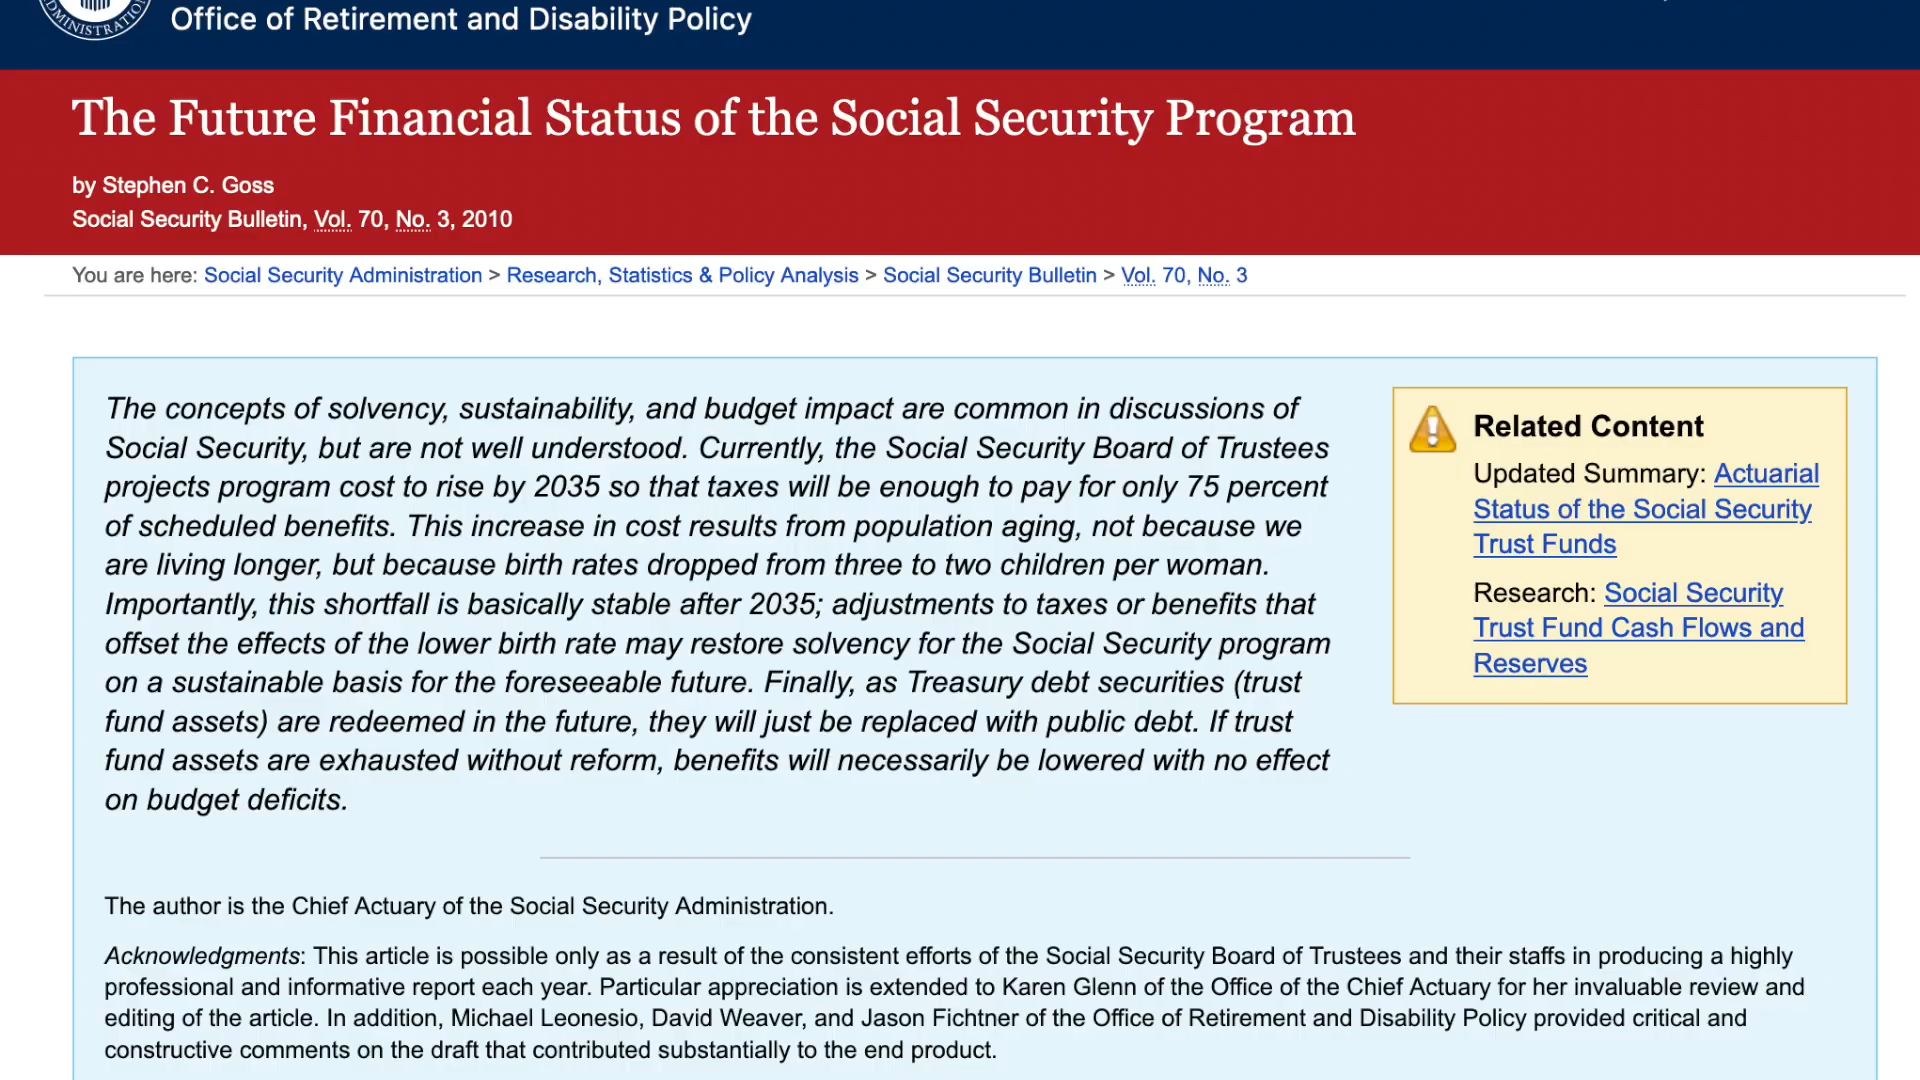 MINISTRATION
Office of Retirement and Disability Policy
The Future Financial Status of the Social Security Program
by Stephen C. Goss
Social Security Bulletin, Vol. 70, No. 3, 2010
You are here: Social Security Administration > Research, Statistics & Policy Analysis > Social Security Bulletin > Vol. 70, No. 3
The concepts of solvency, sustainability, and budget impact are common in discussions of
Social Security, but are not well understood. Currently, the Social Security Board of Trustees
projects program cost to rise by 2035 so that taxes will be enough to pay for only 75 percent
of scheduled benefits. This increase in cost results from population aging, not because we
are living longer, but because birth rates dropped from three to two children per woman.
Importantly, this shortfall is basically stable after 2035; adjustments to taxes or benefits that
offset the effects of the lower birth rate may restore solvency for the Social Security program
on a sustainable basis for the foreseeable future. Finally, as Treasury debt securities (trust
fund assets) are redeemed in the future, they will just be replaced with public debt. If trust
fund assets are exhausted without reform, benefits will necessarily be lowered with no effect
on budget deficits.
Related Content
Updated Summary: Actuarial
Status of the Social Security
Trust Funds
Research: Social Security
Trust Fund Cash Flows and
Reserves
The author is the Chief Actuary of the Social Security Administration.
Acknowledgments: This article is possible only as a result of the consistent efforts of the Social Security Board of Trustees and their staffs in producing a highly
professional and informative report each year. Particular appreciation is extended to Karen Glenn of the Office of the Chief Actuary for her invaluable review and
editing of the article. In addition, Michael Leonesio, David Weaver, and Jason Fichtner of the Office of Retirement and Disability Policy provided critical and
constructive comments on the draft that contributed substantially to the end product.